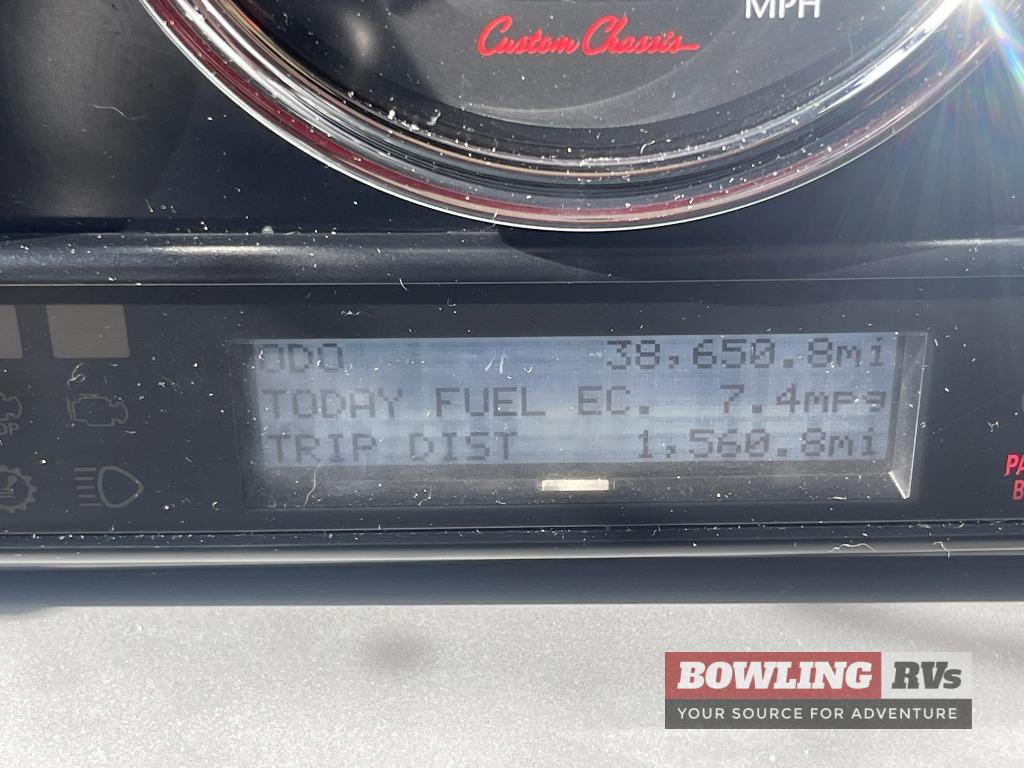 MPH
Custom Chassis
ODO 38,650.8mi
TODAY FUEL EC. 7.4mpg
TRIP DIST 1,560.8mi
BOWLING RVs
YOUR SOURCE FOR ADVENTURE